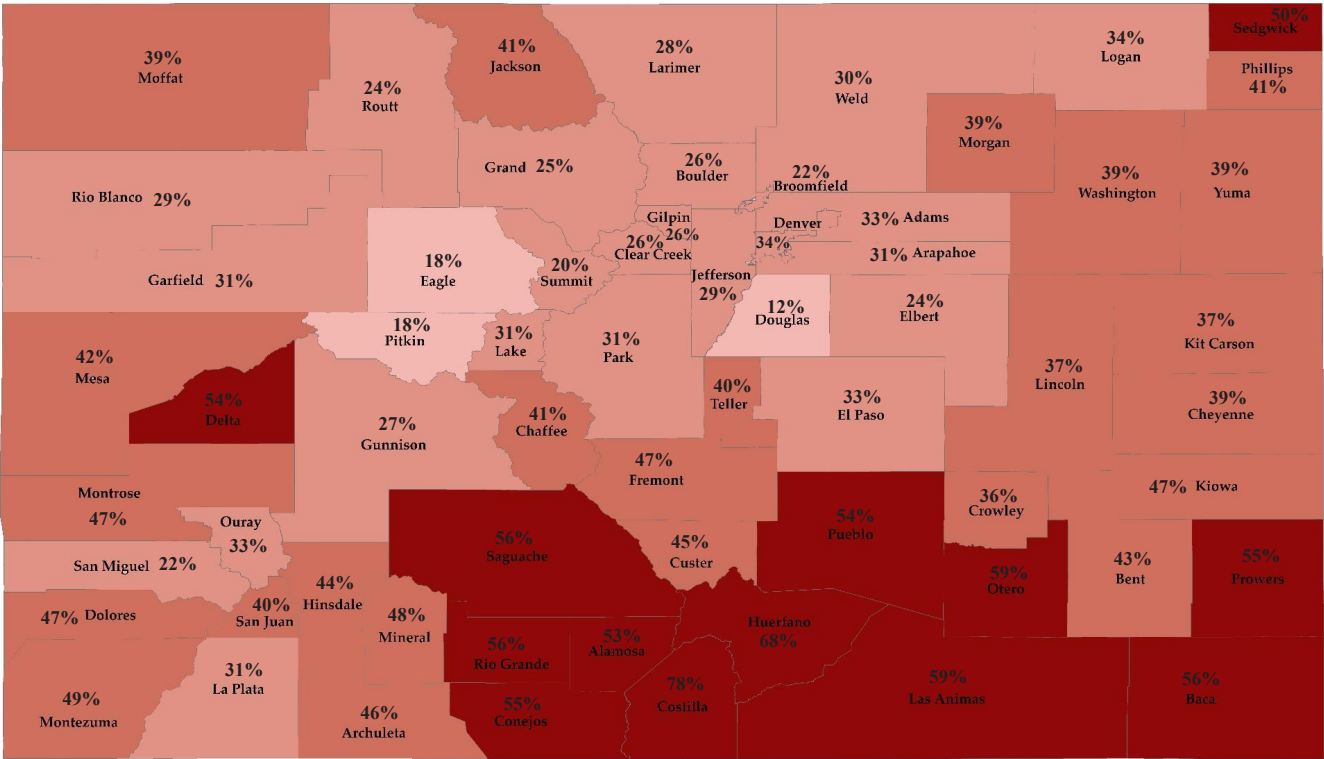 50%
Sedgwick
39%
Moffat
24%
Routt
41%
Jackson
28%
Larimer
30%
Weld
34%
Logan
Phillips
41%
39%
Morgan
39%
Washington
39%
Yuma
Rio Blanco 29%
Grand 25%
26%
Boulder
22%
Broomfield
Gilpin
26%
26%
Clear Creek
Denver
34%
33% Adams
31% Arapahoe
Garfield 31%
18%
Eagle
20%
Summit
Jefferson
29%
12%
Douglas
24%
Elbert
18%
Pitkin
31%
Lake
31%
Park
37%
Kit Carson
42%
Mesa
37%
Lincoln
54%
Delta
40%
Teller
33%
El Paso
39%
Cheyenne
27%
Gunnison
41%
Chaffee
47%
Fremont
47% Kiowa
Montrose
47%
36%
Crowley
Ouray
33%
56%
Saguache
54%
Pueblo
45%
Custer
San Miguel 22%
43%
Bent
55%
Prowers
59%
Otero
44%
Hinsdale
40%
San Juan
47% Dolores
48%
Mineral
Huerfano
68%
56%
Rio Grande
53%
Alamosa
31%
La Plata
78%
Costilla
59%
Las Animas
56%
Baca
49%
Montezuma
46%
Archuleta
55%
Conejos